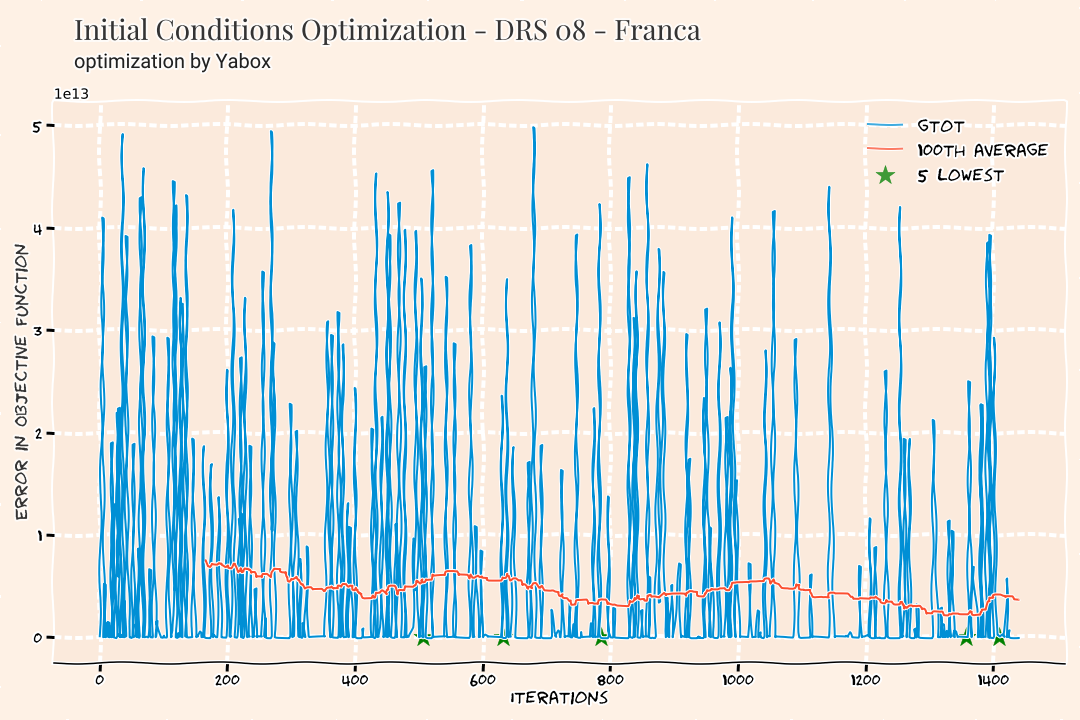 Initial Conditions Optimization - DRS 08 - Franca
optimization by Yabox
1e13
5
4
3
2
1
0
ERROR IN OBJECTIVE FUNCTION
GTOT
100TH AVERAGE
5 LOWEST
0 200 400 600 800 1000 1200 1400
ITERATIONS